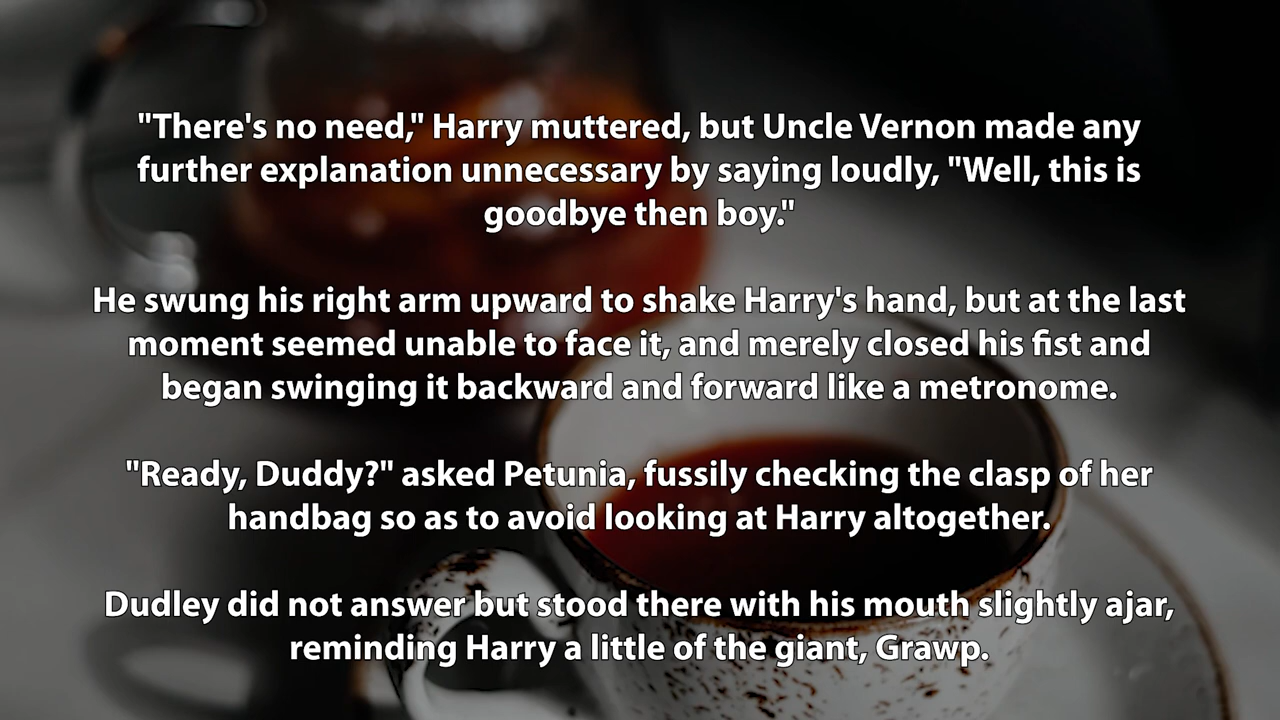 "There's no need," Harry muttered, but Uncle Vernon made any
further explanation unnecessary by saying loudly, "Well, this is
goodbye then boy."
He swung his right arm upward to shake Harry's hand, but at the last
moment seemed unable to face it, and merely closed his fist and
began swinging it backward and forward like a metronome.
"Ready, Duddy?" asked Petunia, fussily checking the clasp of her
handbag so as to avoid looking at Harry altogether.
Dudley did not answer but stood there with his mouth slightly ajar,
reminding Harry a little of the giant, Grawp.